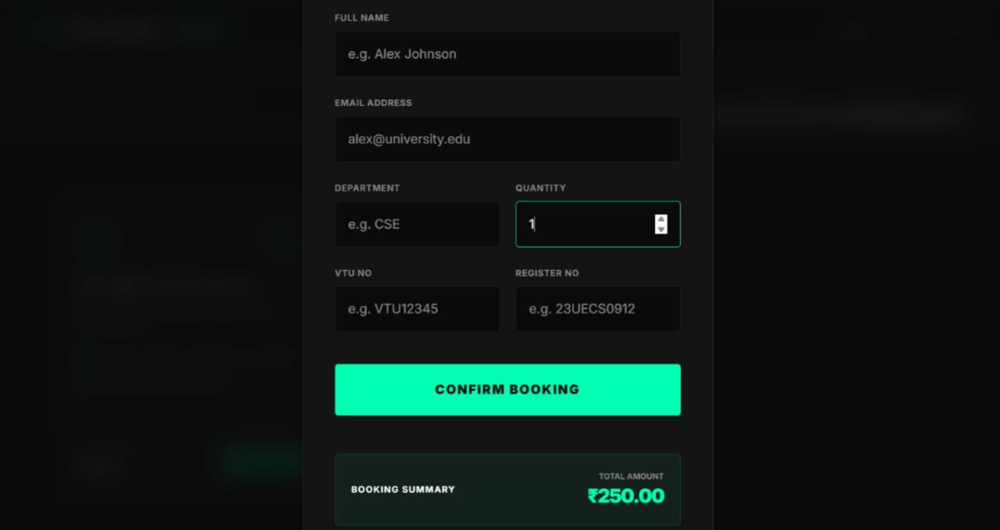 FULL NAME
e.g. Alex Johnson
EMAIL ADDRESS
alex@university.edu
DEPARTMENT
QUANTITY
e.g. CSE
1
VTU NO
REGISTER NO
e.g. VTU12345
e.g. 23UECS0912
CONFIRM BOOKING
BOOKING SUMMARY
TOTAL AMOUNT
₹250.00